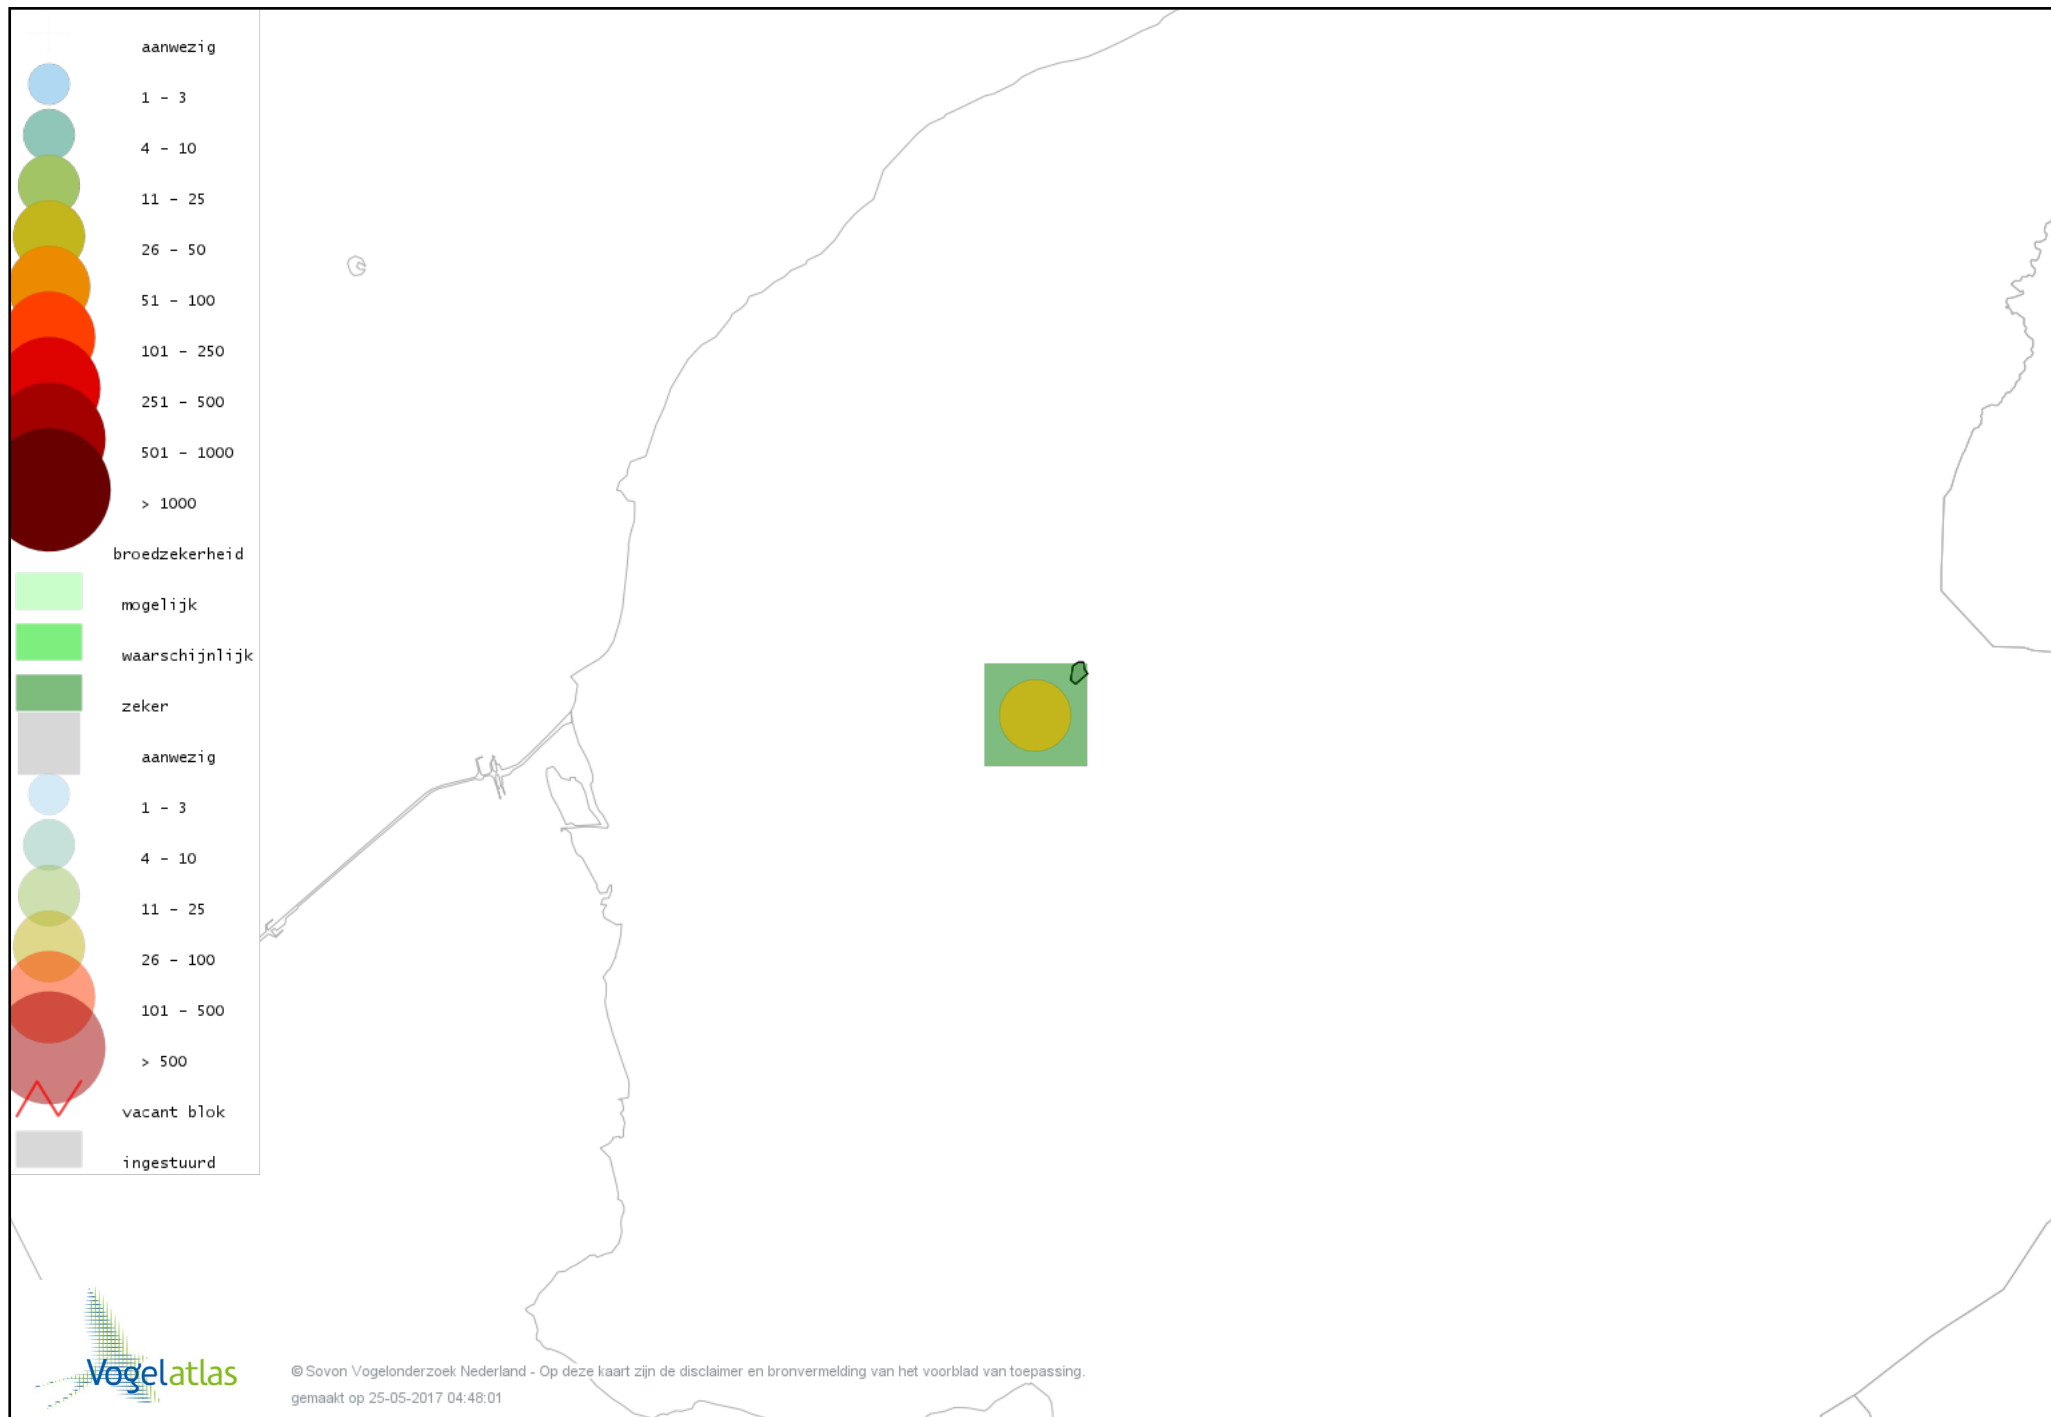 aanwezig
1 - 3
4 - 10
11 - 25
26 - 50
51 - 100
101 - 250
251 - 500
501 - 1000
> 1000
broedzekerheid
mogelijk
waarschijnlijk
zeker
aanwezig
1 - 3
4 - 10
11 - 25
26 - 100
101 - 500
> 500
vacant blok
ingestuurd
Vogelatlas
© Sovon Vogelonderzoek Nederland - Op deze kaart zijn de disclaimer en bronvermelding van het voorblad van toepassing.
gemaakt op 25-05-2017 04:48:01